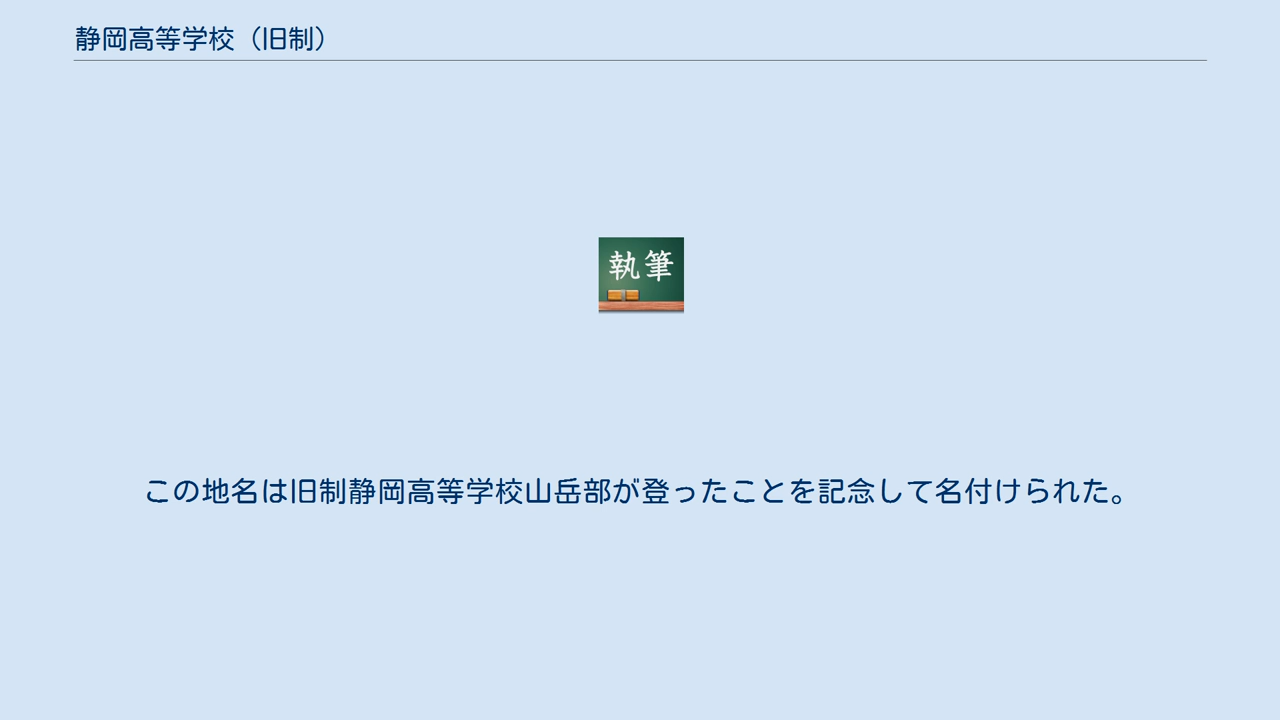 静岡高等学校（旧制）
執筆
この地名は旧制静岡高等学校山岳部が登ったことを記念して名付けられた。